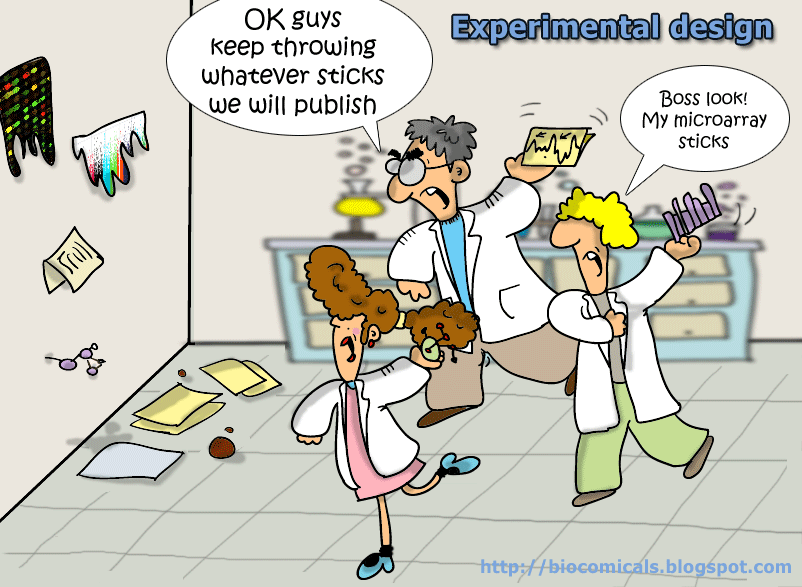 Experimental design
OK guys
keep throwing
whatever sticks
we will publish
Boss look!
My microarray
sticks
http://biocomicals.blogspot.com